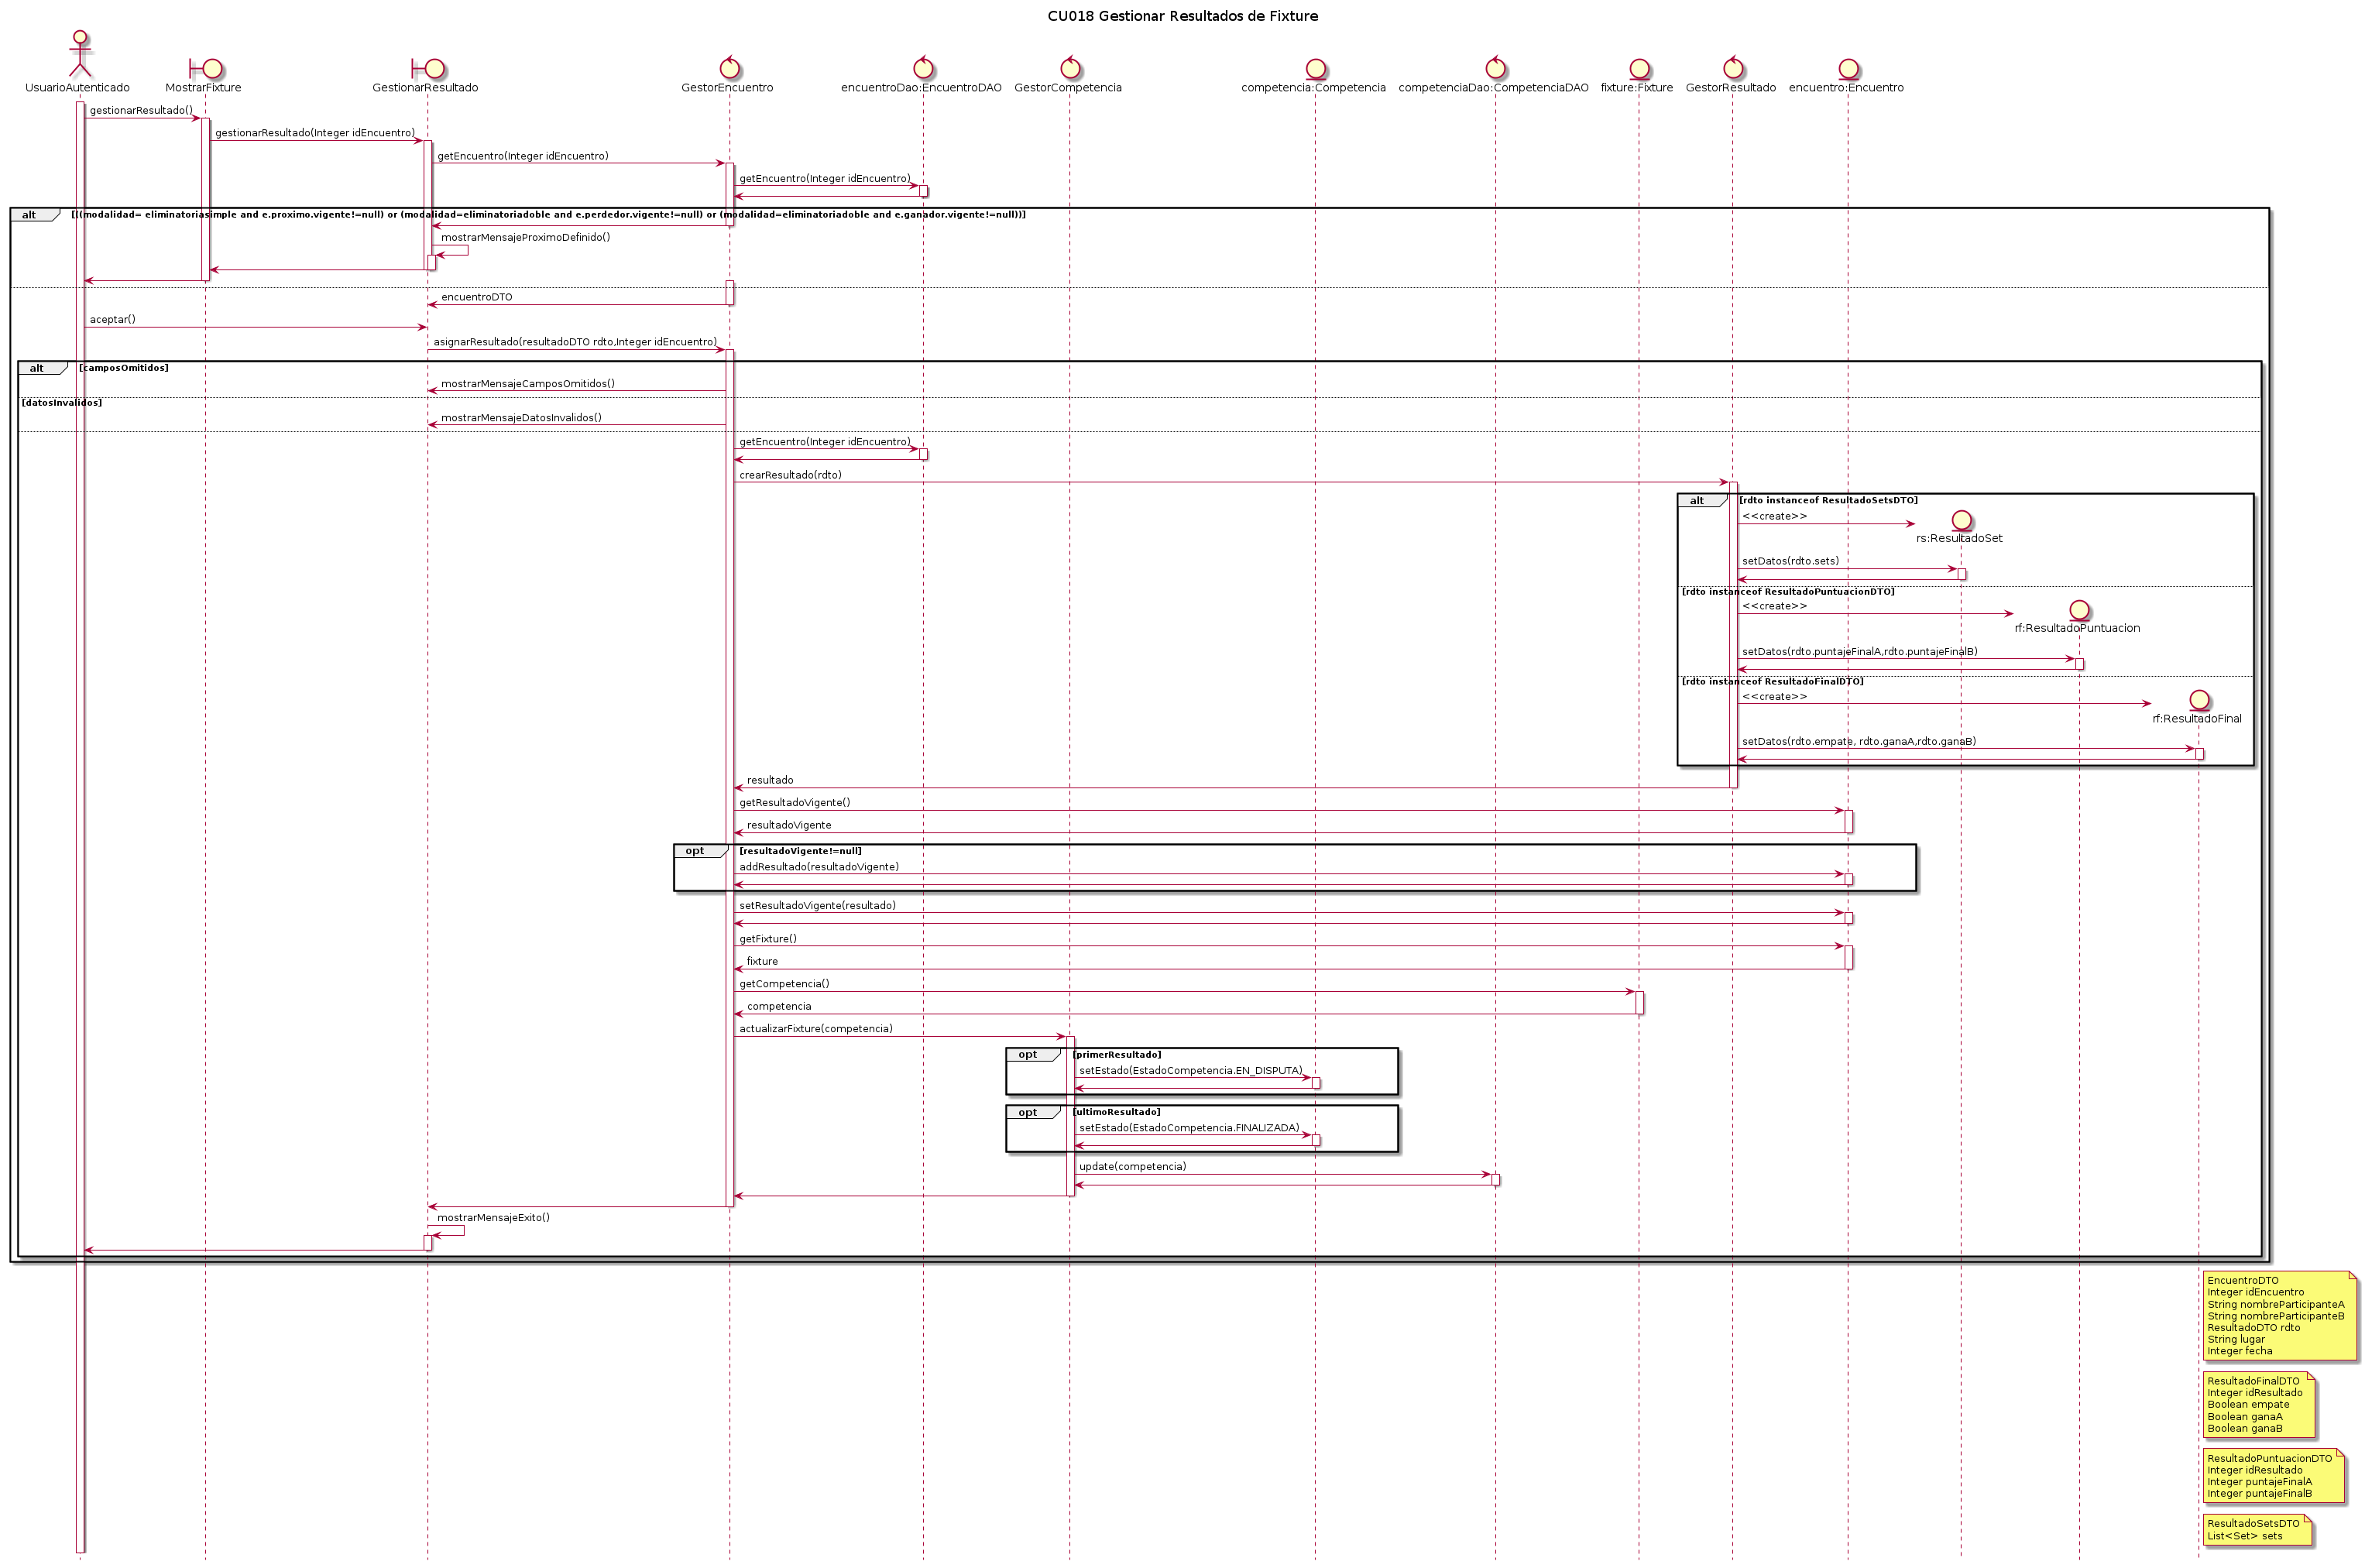 CU018 Gestionar Resultados de Fixture
UsuarioAutenticado
MostrarFixture
GestionarResultado
GestorEncuentro
encuentroDao:EncuentroDAO
GestorCompetencia
competencia:Competencia
competenciaDao:CompetenciaDAO
fixture:Fixture
GestorResultado
encuentro:Encuentro
gestionarResultado()
gestionarResultado(Integer idEncuentro)
getEncuentro(Integer idEncuentro)
getEncuentro(Integer idEncuentro)
alt [!(modalidad= eliminatoriasimple and e.proximo.vigente!=null) or (modalidad=eliminatoriadoble and e.perdedor.vigente!=null) or (modalidad=eliminatoriadoble and e.ganador.vigente!=null))]
mostrarMensajeProximoDefinido()
encuentroDTO
aceptar()
asignarResultado(resultadoDTO rdto,Integer idEncuentro)
alt [camposOmitidos]
mostrarMensajeCamposOmitidos()
[datosInvalidos]
mostrarMensajeDatosInvalidos()
getEncuentro(Integer idEncuentro)
crearResultado(rdto)
alt [rdto instanceof ResultadoSetsDTO]
<<create>>
rs:ResultadoSet
setDatos(rdto.sets)
[rdto instanceof ResultadoPuntuacionDTO]
<<create>>
rf:ResultadoPuntuacion
setDatos(rdto.puntajeFinalA,rdto.puntajeFinalB)
[rdto instanceof ResultadoFinalDTO]
<<create>>
rf:ResultadoFinal
setDatos(rdto.empate, rdto.ganaA,rdto.ganaB)
resultado
getResultadoVigente()
resultadoVigente
opt [resultadoVigente!=null]
addResultado(resultadoVigente)
setResultadoVigente(resultado)
getFixture()
fixture
getCompetencia()
competencia
actualizarFixture(competencia)
opt [primerResultado]
setEstado(EstadoCompetencia.EN_DISPUTA)
opt [ultimoResultado]
setEstado(EstadoCompetencia.FINALIZADA)
update(competencia)
mostrarMensajeExito()
EncuentroDTO
Integer idEncuentro
String nombreParticipanteA
String nombreParticipanteB
ResultadoDTO rdto
String lugar
Integer fecha
ResultadoFinalDTO
Integer idResultado
Boolean empate
Boolean ganaA
Boolean ganaB
ResultadoPuntuacionDTO
Integer idResultado
Integer puntajeFinalA
Integer puntajeFinalB
ResultadoSetsDTO
List<Set> sets